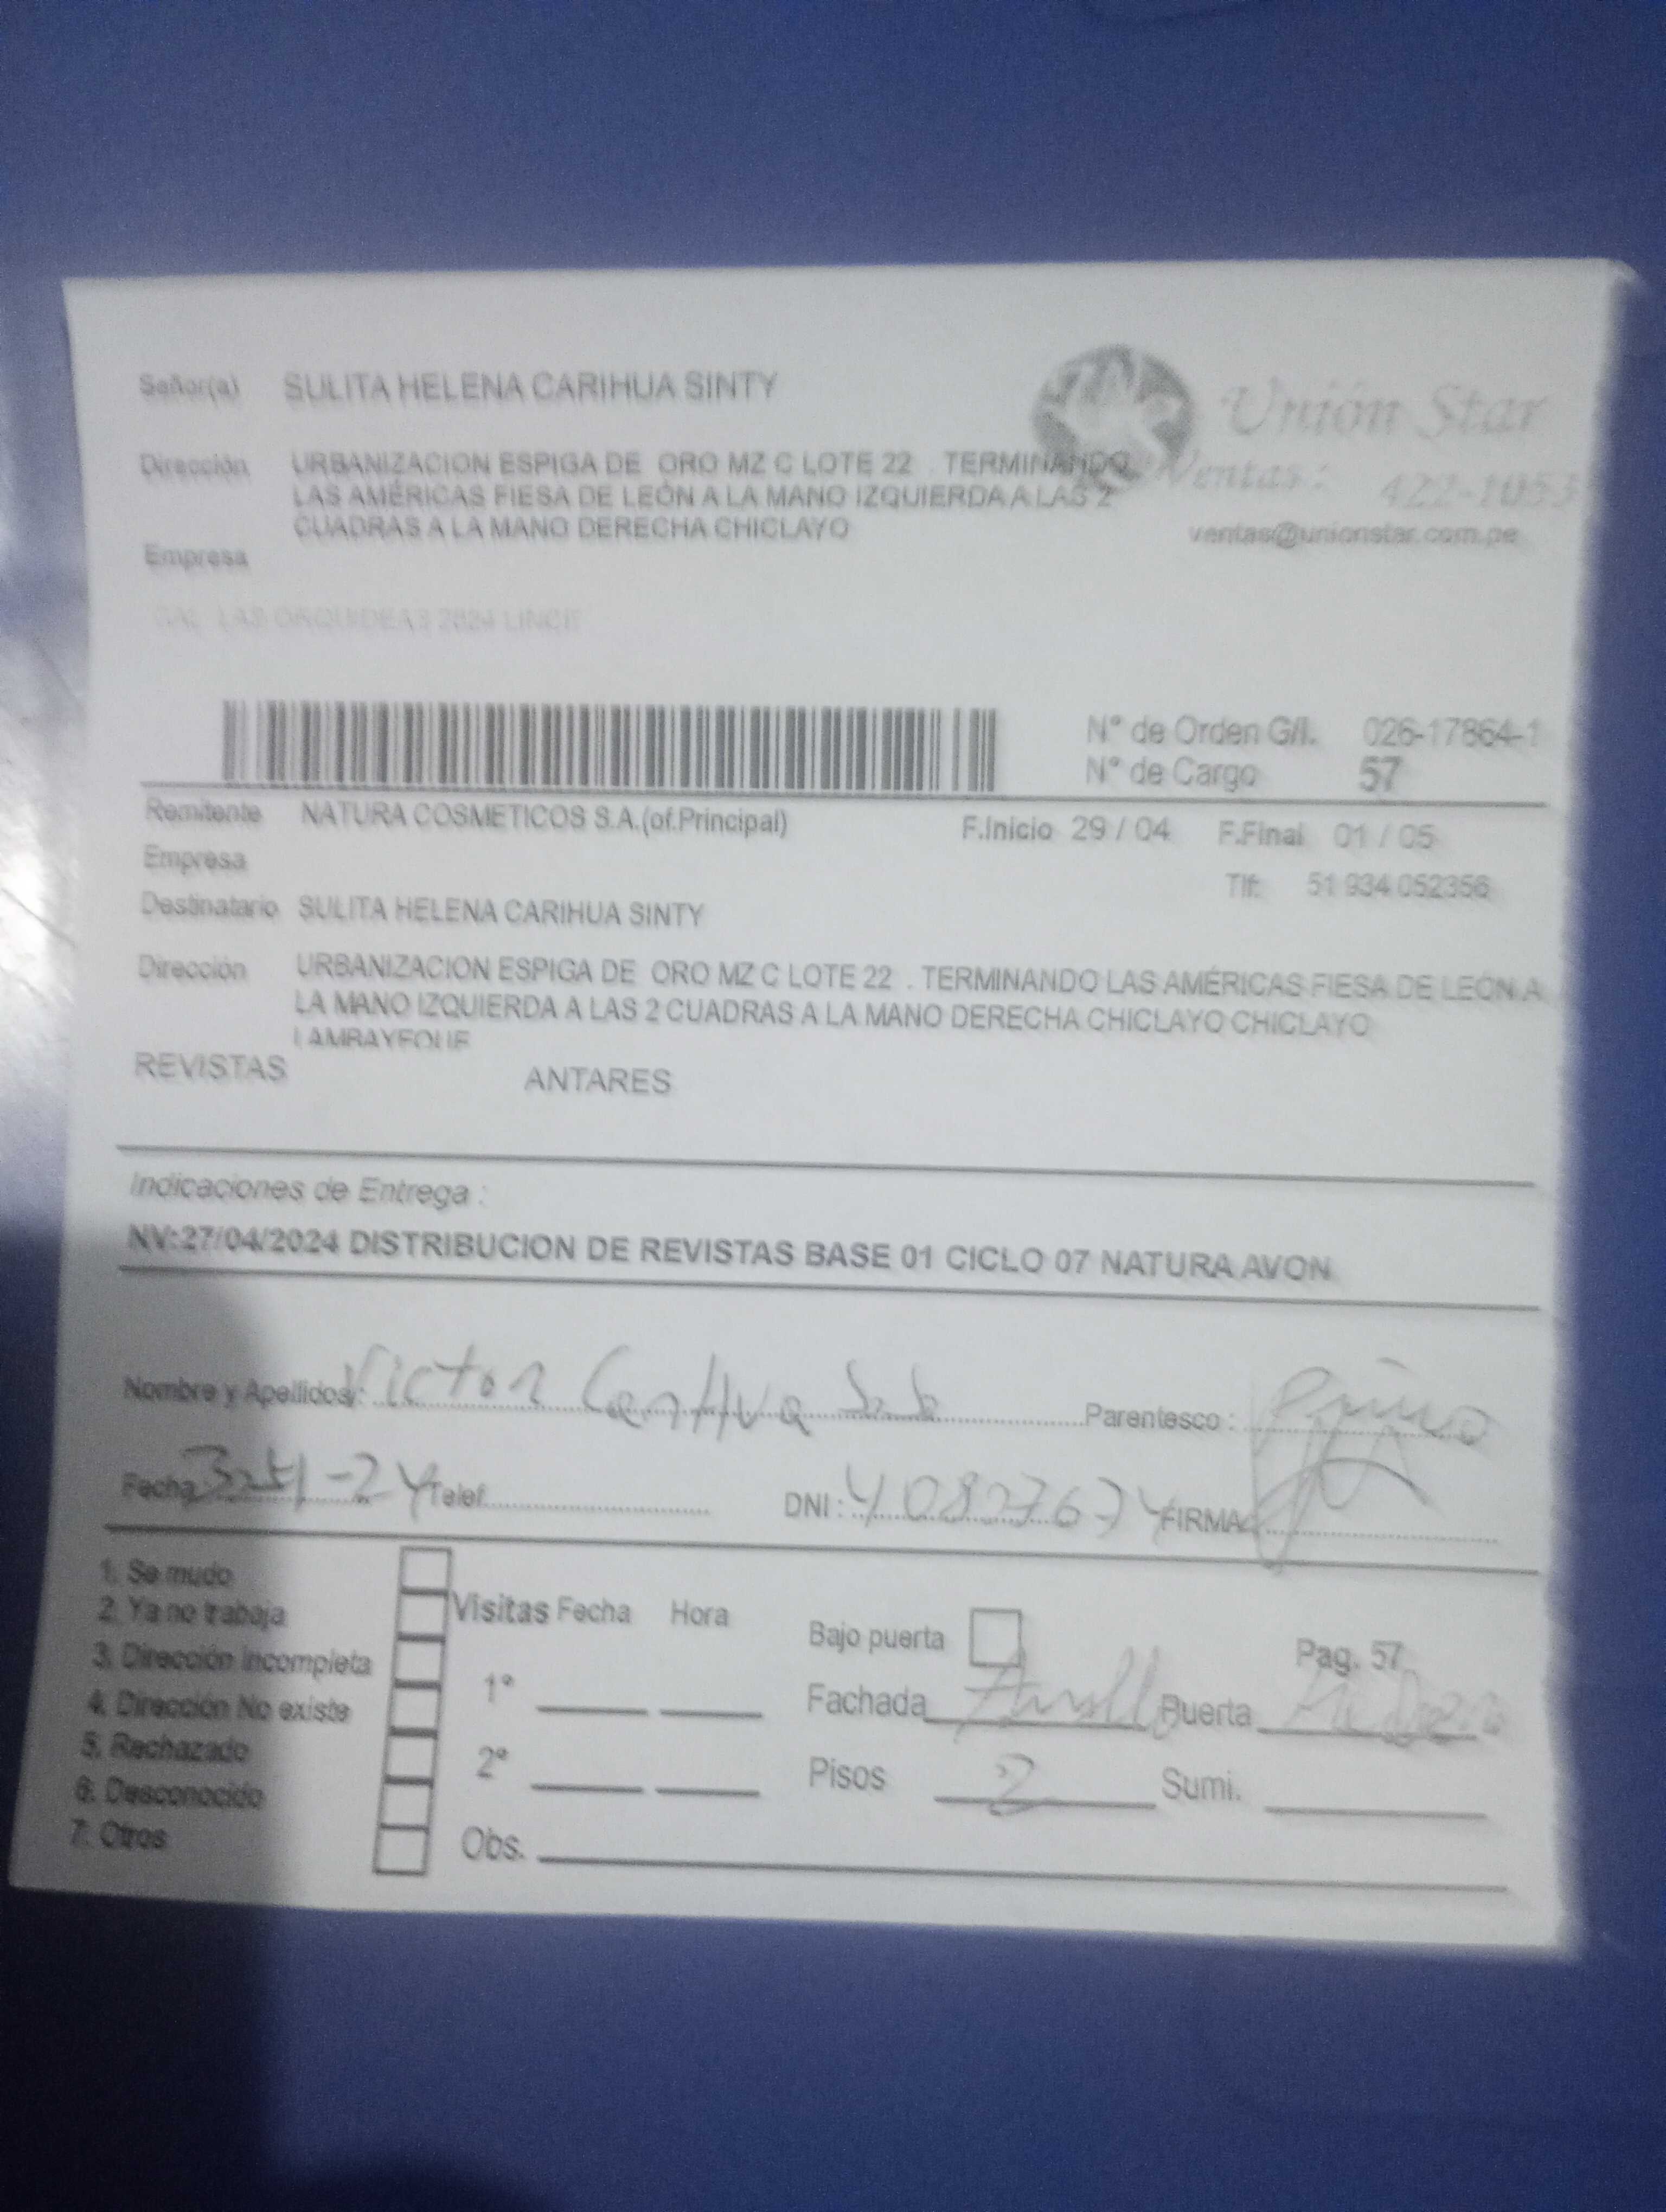 Señor(a) SULITA HELENA CARIHUA SINTY
Unión Star
Dirección URBANIZACION ESPIGA DE ORO MZ C LOTE 22 . TERMINANDO
LAS AMÉRICAS FIESA DE LEÓN A LA MANO IZQUIERDA A LAS 2
CUADRAS A LA MANO DERECHA CHICLAYO
Ventas: 422-1053
ventas@unionstar.com.pe
Empresa
LAS ORQUIDEAS 2024 LINCE
N° de Orden G/I. 026-17864-1
N° de Cargo 57
Remitente NATURA COSMETICOS S.A.(of.Principal) F.Inicio 29 / 04 F.Final 01 / 05
Empresa
Tlf: 51 934 052356
Destinatario SULITA HELENA CARIHUA SINTY
Dirección URBANIZACION ESPIGA DE ORO MZ C LOTE 22 . TERMINANDO LAS AMÉRICAS FIESA DE LEÓN A
LA MANO IZQUIERDA A LAS 2 CUADRAS A LA MANO DERECHA CHICLAYO CHICLAYO
LAMBAYEQUE
REVISTAS ANTARES
Indicaciones de Entrega :
NV:27/04/2024 DISTRIBUCION DE REVISTAS BASE 01 CICLO 07 NATURA AVON
Nombre y Apellidos: Victor Parentesco :
Fecha Telef. DNI : FIRMA
1. Se mudo
2. Ya no trabaja
3. Dirección Incompleta
4. Dirección No existe
5. Rechazado
6. Desconocido
7. Otros
Visitas Fecha Hora
1°
2°
Obs.
Bajo puerta Pag. 57
Fachada Puerta
Pisos 2 Sumi.